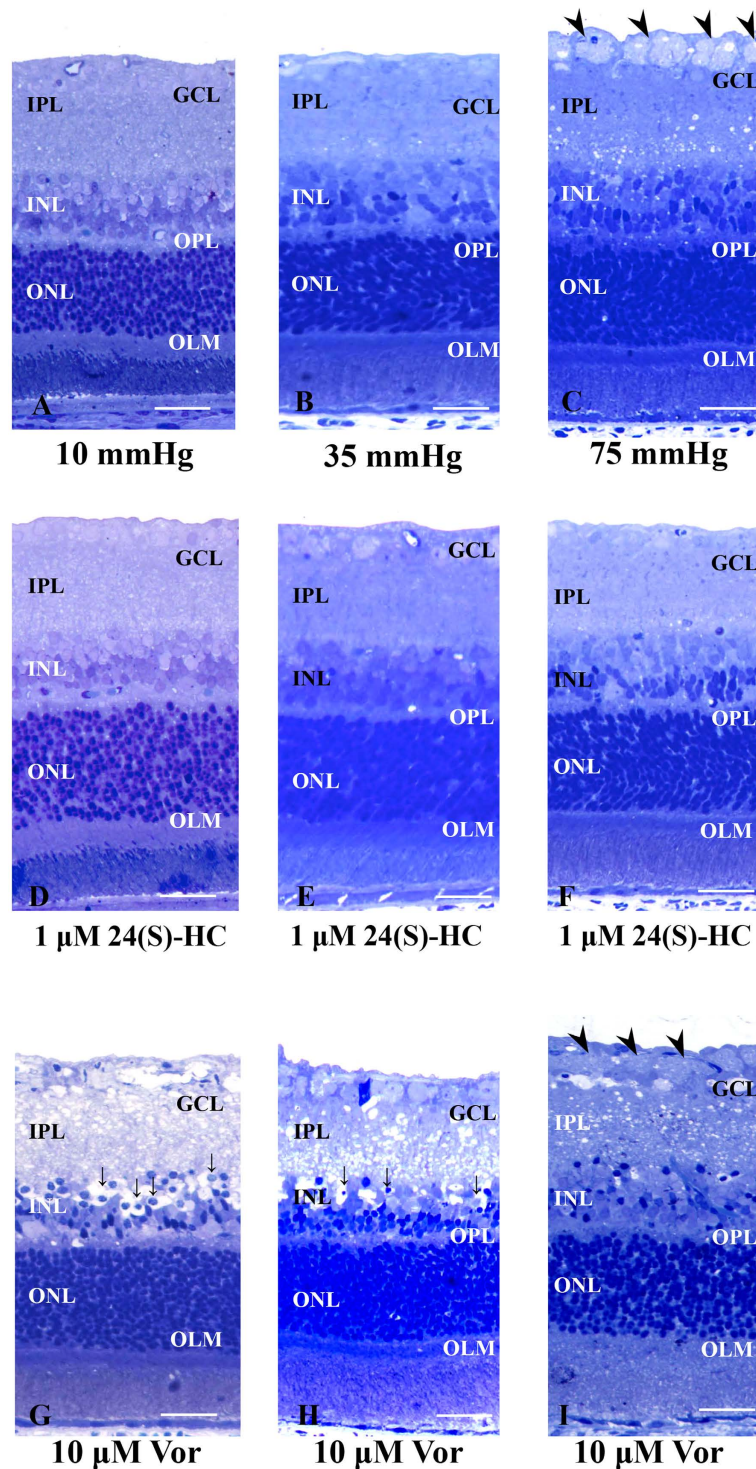 GCL
IPL
INL
OPL
ONL
OLM
A
10 mmHg
GCL
IPL
INL
OPL
ONL
OLM
B
35 mmHg
GCL
IPL
INL
OPL
ONL
OLM
C
75 mmHg
GCL
IPL
INL
ONL
OLM
D
1 μM 24(S)-HC
GCL
IPL
INL
OPL
ONL
OLM
E
1 μM 24(S)-HC
GCL
IPL
INL
OPL
ONL
OLM
F
1 μM 24(S)-HC
GCL
IPL
INL
ONL
OLM
G
10 μM Vor
GCL
IPL
INL
OPL
ONL
OLM
H
10 μM Vor
GCL
IPL
INL
OPL
ONL
OLM
I
10 μM Vor